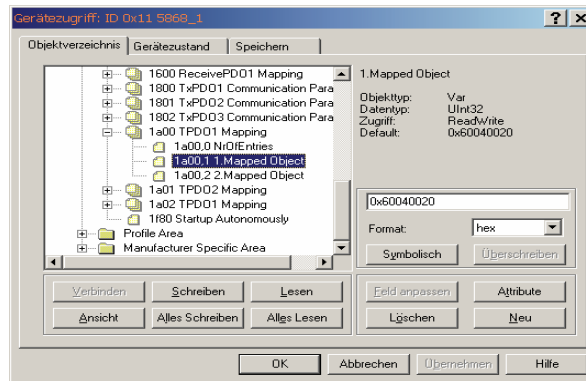 Gerätezugriff: ID 0x11 5868_1
Objektverzeichnis
Gerätezustand
Speichern
1600 ReceivePDO1 Mapping
1800 TxPDO1 Communication Para
1801 TxPDO2 Communication Para
1802 TxPDO3 Communication Para
1a00 TPDO1 Mapping
1a00,0 NrOfEntries
1a00,1 1.Mapped Object
1a00,2 2.Mapped Object
1a01 TPDO2 Mapping
1a02 TPDO1 Mapping
1f80 Startup Autonomously
Profile Area
Manufacturer Specific Area
1.Mapped Object
Objekttyp: Var
Datentyp: UInt32
Zugriff: ReadWrite
Default: 0x60040020
0x60040020
Format: hex
Symbolisch
Überschreiben
Verbinden
Schreiben
Lesen
Feld anpassen
Attribute
Ansicht
Alles Schreiben
Alles Lesen
Löschen
Neu
OK
Abbrechen
Übernehmen
Hilfe